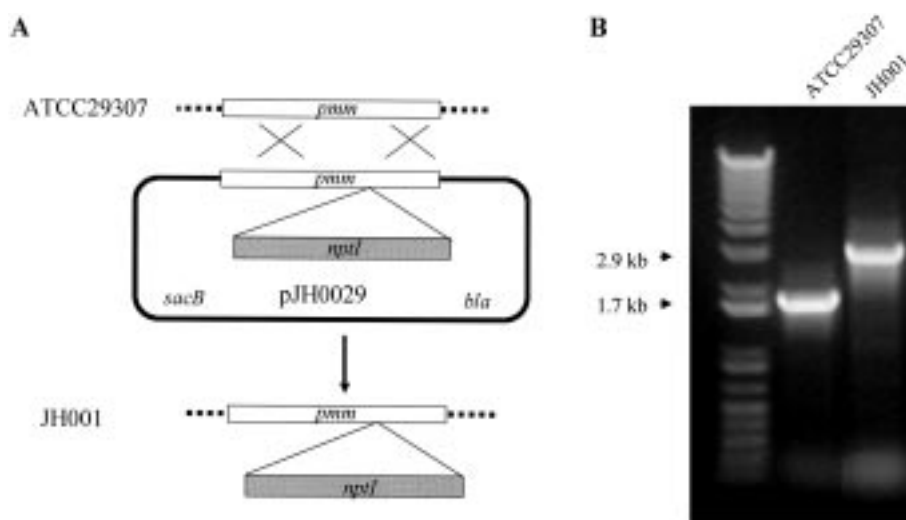 A
ATCC29307
pmm
pmm
nptI
sacB
pJH0029
bla
JH001
pmm
nptI
B
ATCC29307
JH001
2.9 kb
1.7 kb